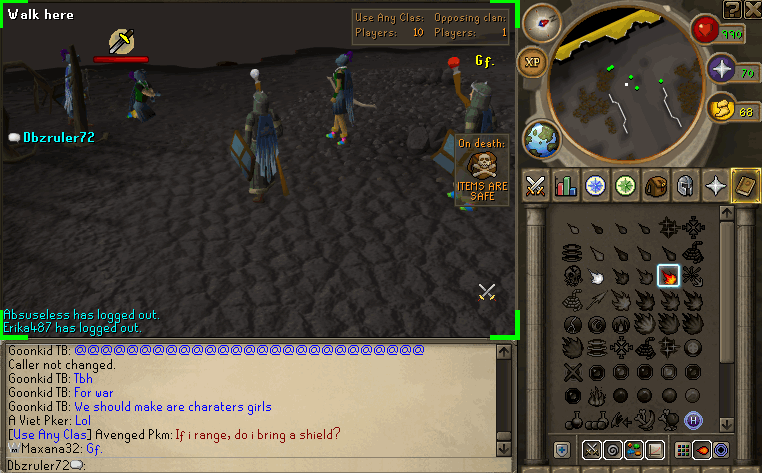 Walk here
Use Any Clas: Opposing clan:
Players: 10 Players: 1
Gf.
Dbzruler72
On death:
ITEMS ARE
SAFE
Absuseless has logged out.
Erika487 has logged out.
Goonkid TB: @@@@@@@@@@@@@@@@@@@@@@@@@@@
Caller not changed.
Goonkid TB: Tbh
Goonkid TB: For war
Goonkid TB: We should make are charaters girls
A Viet Pker: Lol
[Use Any Clas] Avenged Pkm: If i range, do i bring a shield?
Maxana32: Gf.
Dbzruler72:
?
XP
990
70
68
H